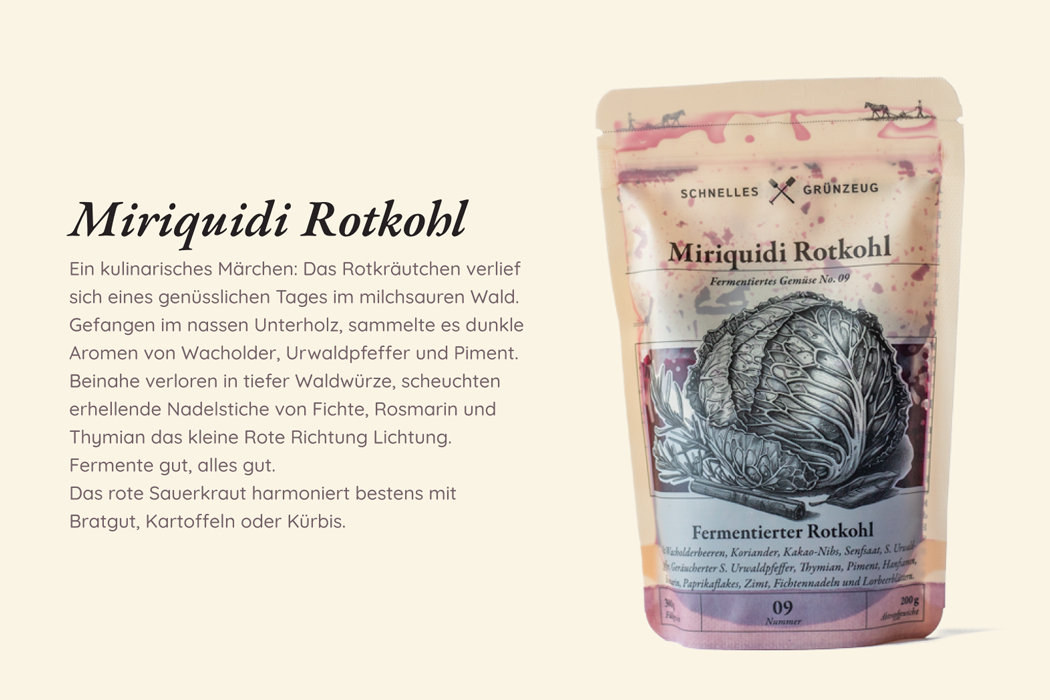 Miriquidi Rotkohl
Ein kulinarisches Märchen: Das Rotkräutchen verlief
sich eines genüsslichen Tages im milchsauren Wald.
Gefangen im nassen Unterholz, sammelte es dunkle
Aromen von Wacholder, Urwaldpfeffer und Piment.
Beinahe verloren in tiefer Waldwürze, scheuchten
erhellende Nadelstiche von Fichte, Rosmarin und
Thymian das kleine Rote Richtung Lichtung.
Fermente gut, alles gut.
Das rote Sauerkraut harmoniert bestens mit
Bratgut, Kartoffeln oder Kürbis.
SCHNELLES GRÜNZEUG
Miriquidi Rotkohl
Fermentiertes Gemüse No. 09
Fermentierter Rotkohl
Wacholderbeeren, Koriander, Kakao-Nibs, Senfsaat, S.
Geräucherter S. Urwaldpfeffer, Thymian, Piment,
Paprikaflakes, Zimt, Fichtennadeln und Lorbeerblättern.
09
Nummer
200 g